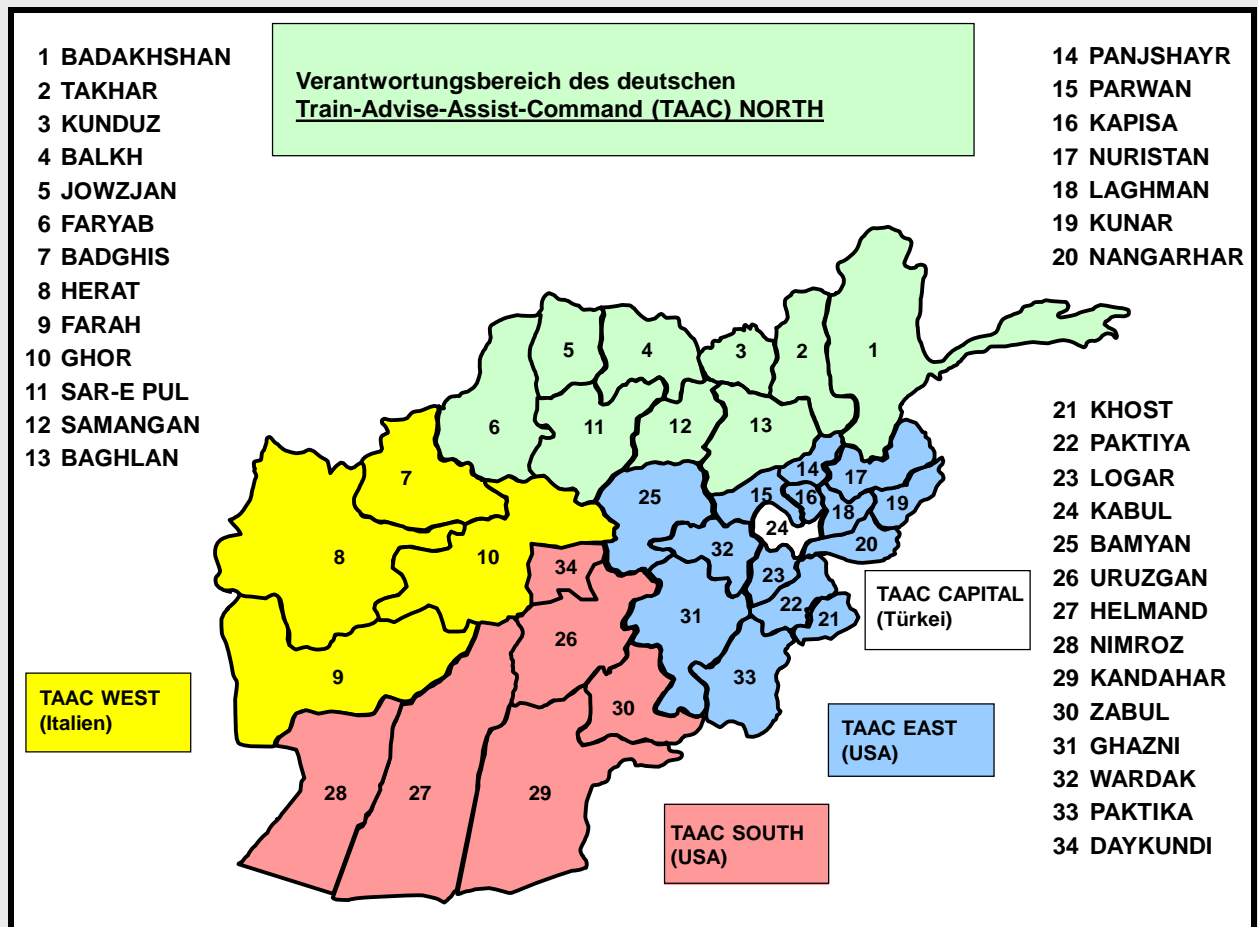 1 BADAKHSHAN
2 TAKHAR
3 KUNDUZ
4 BALKH
5 JOWZJAN
6 FARYAB
7 BADGHIS
8 HERAT
9 FARAH
10 GHOR
11 SAR-E PUL
12 SAMANGAN
13 BAGHLAN
Verantwortungsbereich des deutschen
Train-Advise-Assist-Command (TAAC) NORTH
14 PANJSHAYR
15 PARWAN
16 KAPISA
17 NURISTAN
18 LAGHMAN
19 KUNAR
20 NANGARHAR
21 KHOST
22 PAKTIYA
23 LOGAR
24 KABUL
25 BAMYAN
26 URUZGAN
27 HELMAND
28 NIMROZ
29 KANDAHAR
30 ZABUL
31 GHAZNI
32 WARDAK
33 PAKTIKA
34 DAYKUNDI
5
4
3
2
1
6
11
12
13
7
25
14
17
15
16
18
19
24
20
8
10
32
34
23
22
21
31
26
9
33
30
28
27
29
TAAC CAPITAL
(Türkei)
TAAC WEST
(Italien)
TAAC EAST
(USA)
TAAC SOUTH
(USA)